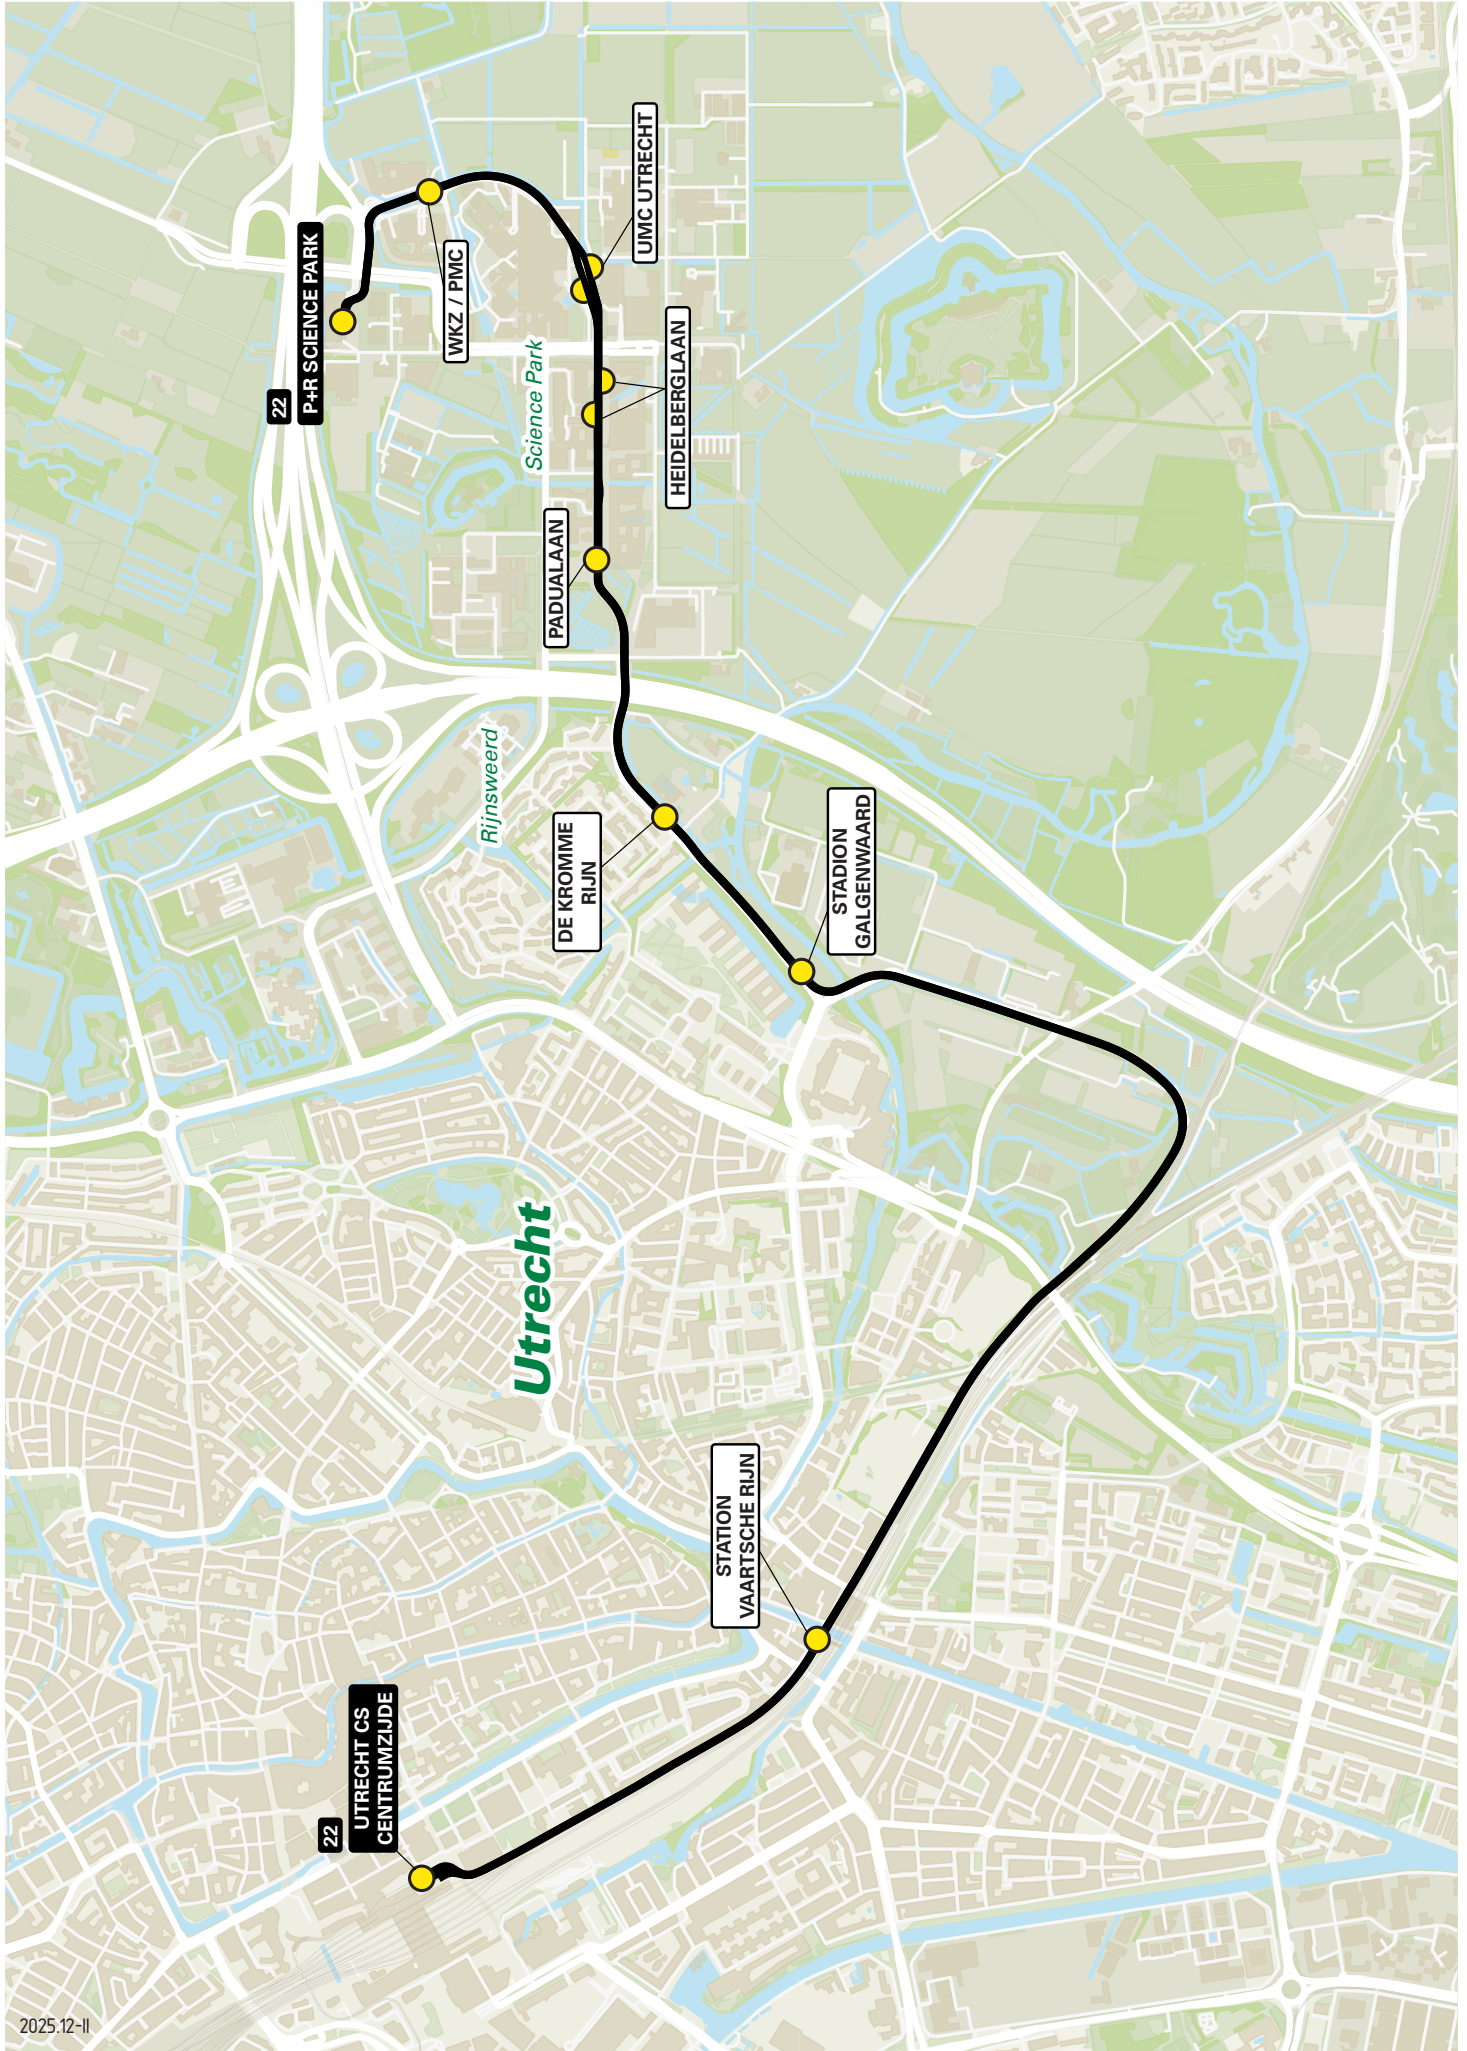 22
P+R SCIENCE PARK
WKZ / PMC
UMC UTRECHT
Science Park
HEIDELBERGLAAN
PADUALAAN
Rijnsweerd
DE KROMME
RIJN
STADION
GALGENWAARD
Utrecht
STATION
VAARTSCHE RIJN
22
UTRECHT CS
CENTRUMZIJDE
2025.12-II